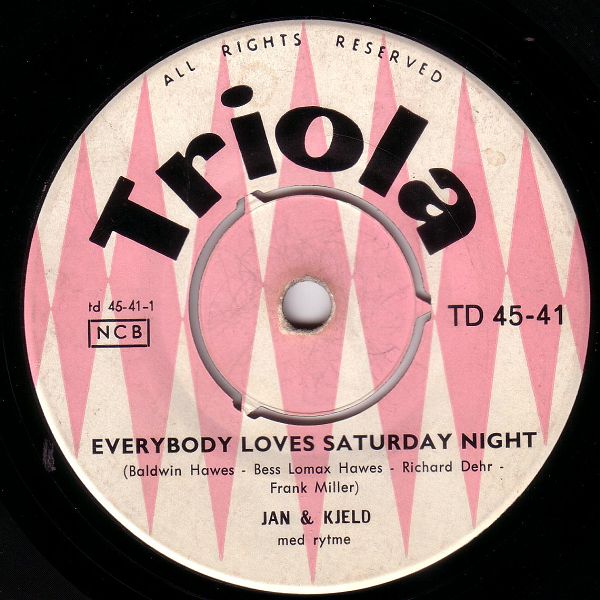 ALL RIGHTS RESERVED
Triola
td 45-41-1
NCB
TD 45-41
EVERYBODY LOVES SATURDAY NIGHT
(Baldwin Hawes - Bess Lomax Hawes - Richard Dehr -
Frank Miller)
JAN & KJELD
med rytme